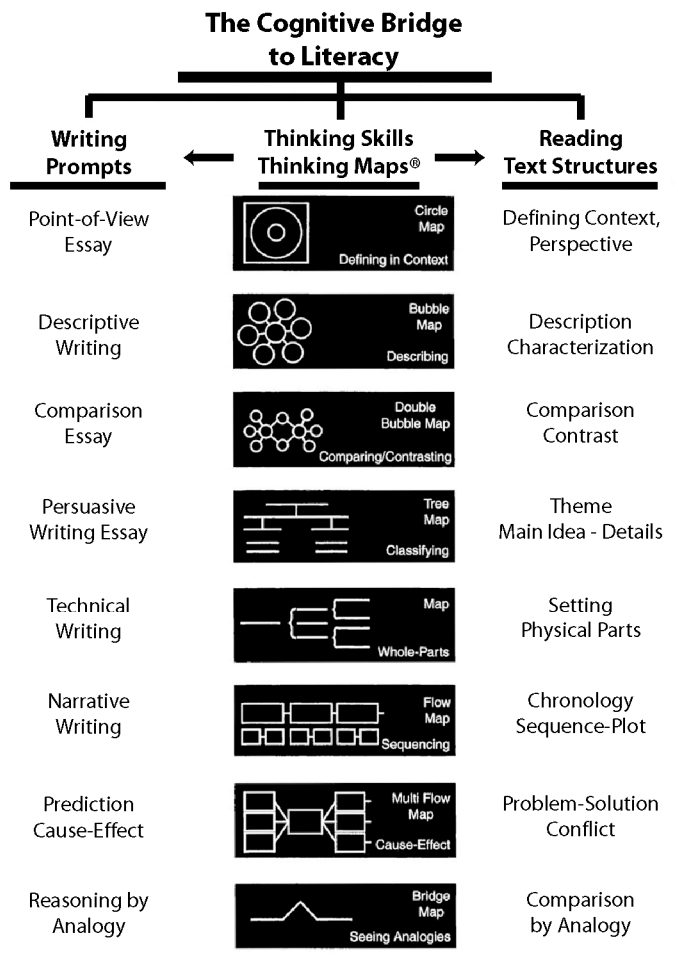 The Cognitive Bridge
to Literacy
Writing
Prompts
Thinking Skills
Thinking Maps®
Reading
Text Structures
Point-of-View
Essay
Circle
Map
Defining in Context
Defining Context,
Perspective
Descriptive
Writing
Bubble
Map
Describing
Description
Characterization
Comparison
Essay
Double
Bubble Map
Comparing/Contrasting
Comparison
Contrast
Persuasive
Writing Essay
Tree
Map
Classifying
Theme
Main Idea - Details
Technical
Writing
Map
Whole-Parts
Setting
Physical Parts
Narrative
Writing
Flow
Map
Sequencing
Chronology
Sequence-Plot
Prediction
Cause-Effect
Multi Flow
Map
Cause-Effect
Problem-Solution
Conflict
Reasoning by
Analogy
Bridge
Map
Seeing Analogies
Comparison
by Analogy